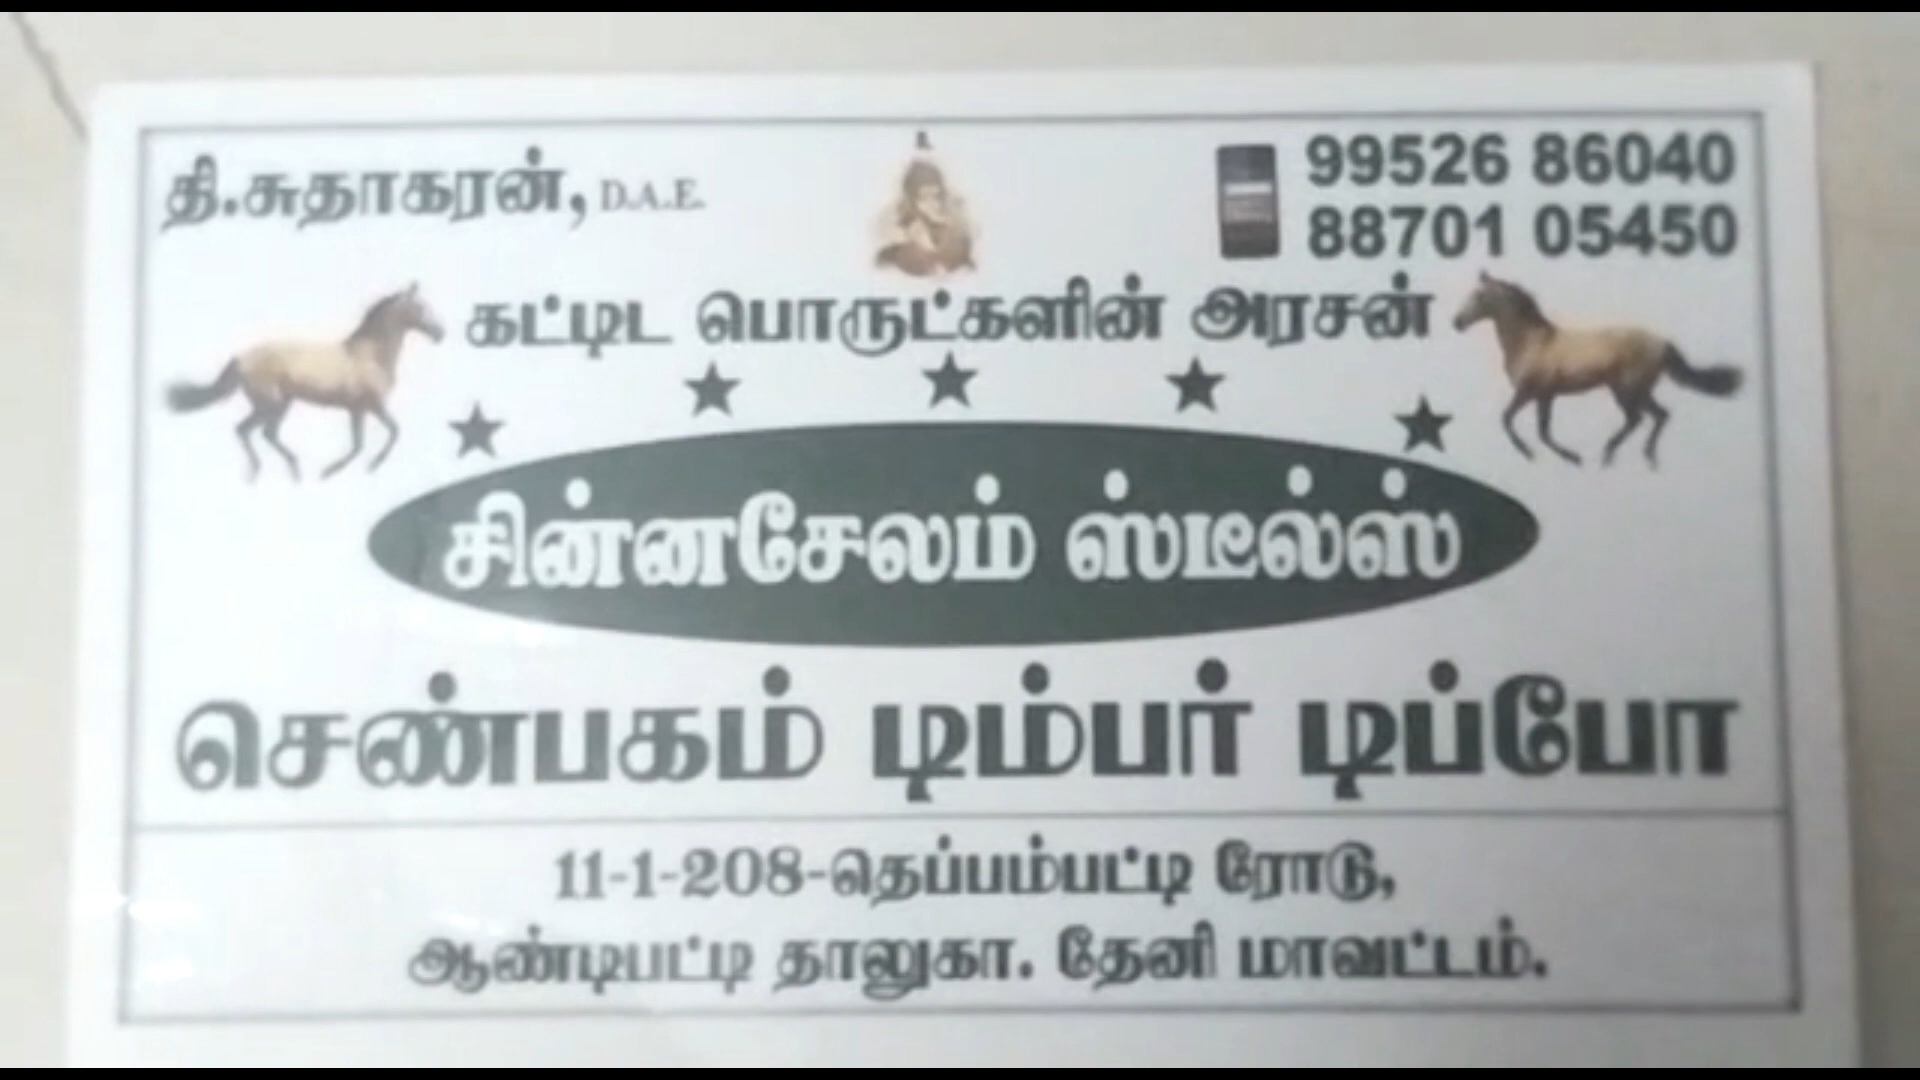 தி.சுதாகரன், D.A.E.
99526 86040
88701 05450
கட்டிட பொருட்களின் அரசன்
சின்னசேலம் ஸ்டீல்ஸ்
செண்பகம் டிம்பர் டிப்போ
11-1-208-தெப்பம்பட்டி ரோடு,
ஆண்டிபட்டி தாலுகா. தேனி மாவட்டம்.